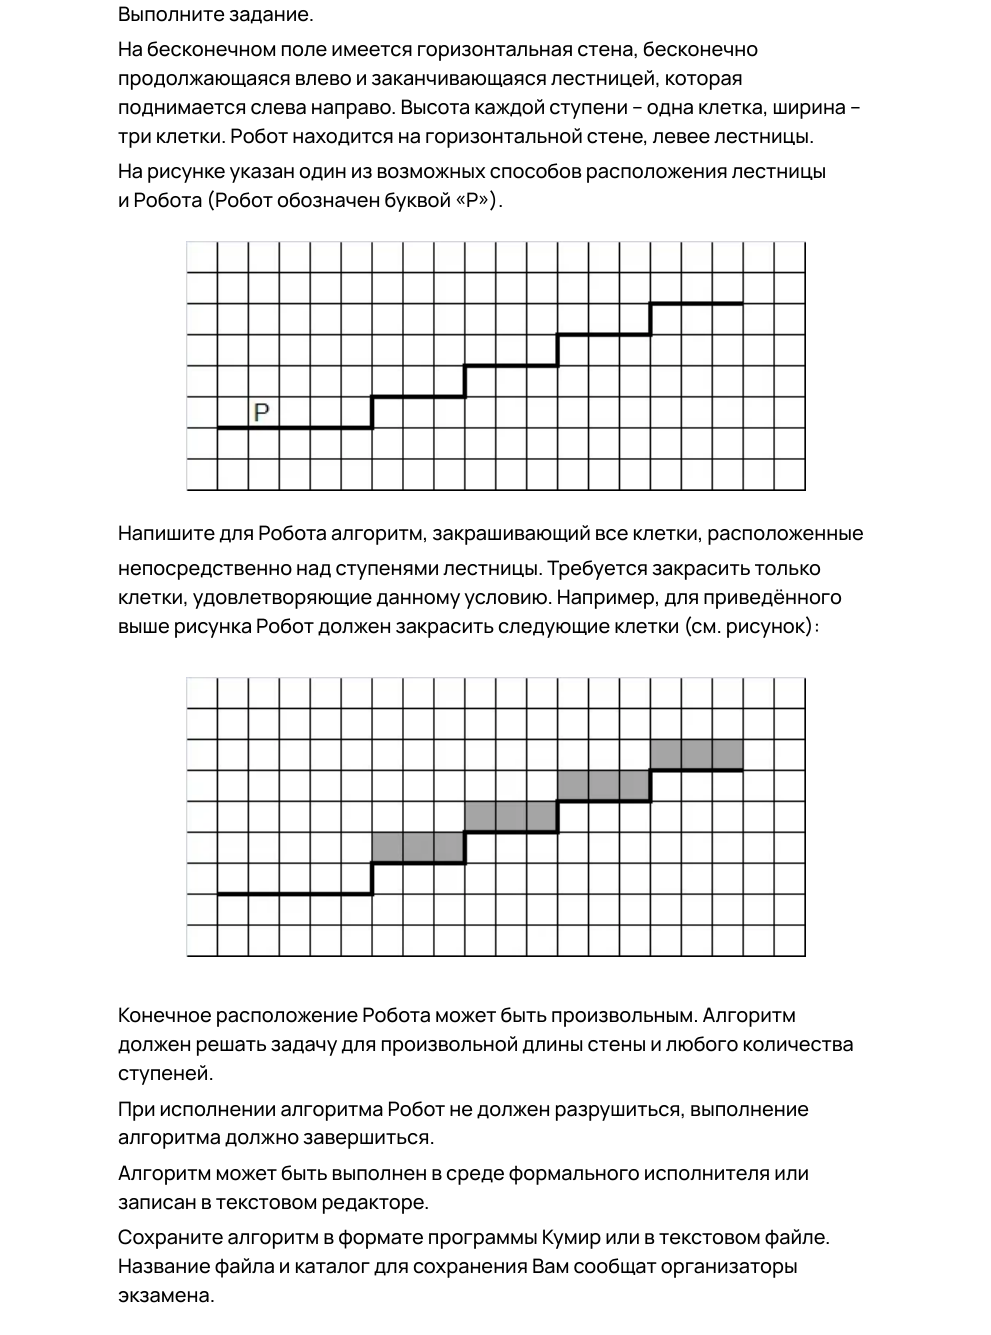 Выполните задание.
На бесконечном поле имеется горизонтальная стена, бесконечно
продолжающаяся влево и заканчивающаяся лестницей, которая
поднимается слева направо. Высота каждой ступени – одна клетка, ширина –
три клетки. Робот находится на горизонтальной стене, левее лестницы.
На рисунке указан один из возможных способов расположения лестницы
и Робота (Робот обозначен буквой «Р»).
Р
Напишите для Робота алгоритм, закрашивающий все клетки, расположенные
непосредственно над ступенями лестницы. Требуется закрасить только
клетки, удовлетворяющие данному условию. Например, для приведённого
выше рисунка Робот должен закрасить следующие клетки (см. рисунок):
Конечное расположение Робота может быть произвольным. Алгоритм
должен решать задачу для произвольной длины стены и любого количества
ступеней.
При исполнении алгоритма Робот не должен разрушиться, выполнение
алгоритма должно завершиться.
Алгоритм может быть выполнен в среде формального исполнителя или
записан в текстовом редакторе.
Сохраните алгоритм в формате программы Кумир или в текстовом файле.
Название файла и каталог для сохранения Вам сообщат организаторы
экзамена.